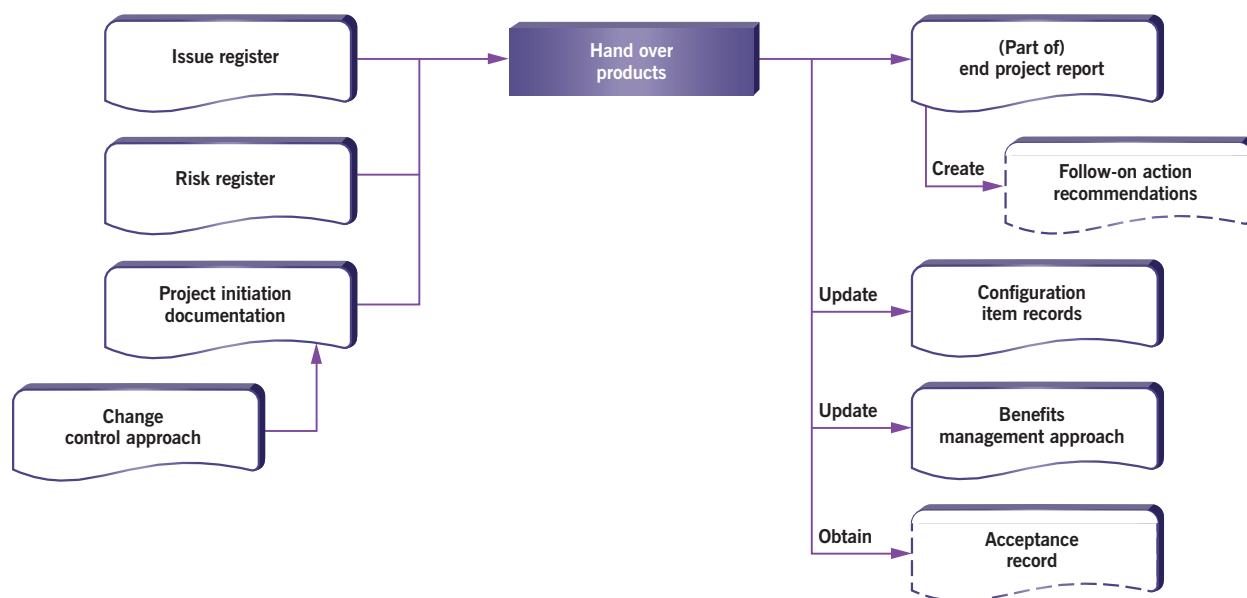 Issue register
Risk register
Project initiation
documentation
Change
control approach
Hand over
products
(Part of)
end project report
Create
Follow-on action
recommendations
Update
Configuration
item records
Update
Benefits
management approach
Obtain
Acceptance
record